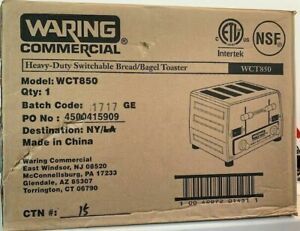 WARING
COMMERCIAL
ETL
Intertek
NSF
Heavy-Duty Switchable Bread/Bagel Toaster
WCT850
Model: WCT850
Qty: 1
Batch Code: 1717 GE
PO No : 4500415909
Destination: NY/LA
Made in China
Waring Commercial
East Windsor, NJ 08520
McConnellsburg, PA 17233
Glendale, AZ 85307
Torrington, CT 06790
CTN #: 15
WARING